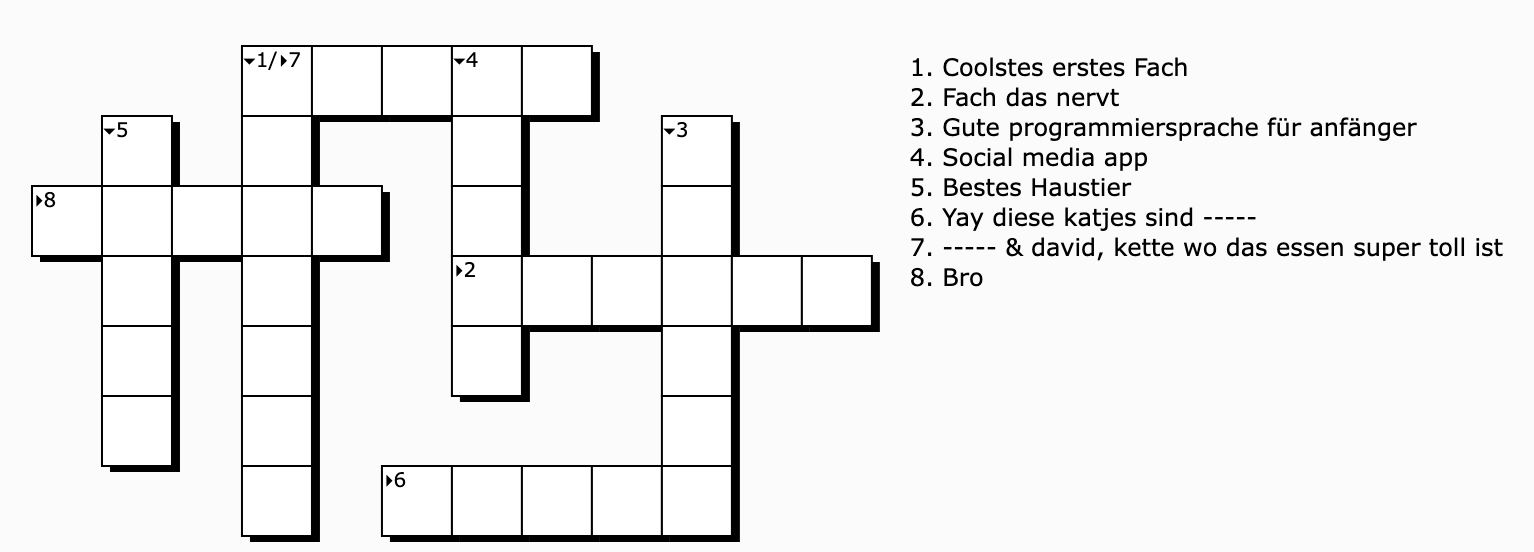 1/7
4
5
3
8
2
6
1. Coolstes erstes Fach
2. Fach das nervt
3. Gute programmiersprache für anfänger
4. Social media app
5. Bestes Haustier
6. Yay diese katjes sind -----
7. ----- & david, kette wo das essen super toll ist
8. Bro